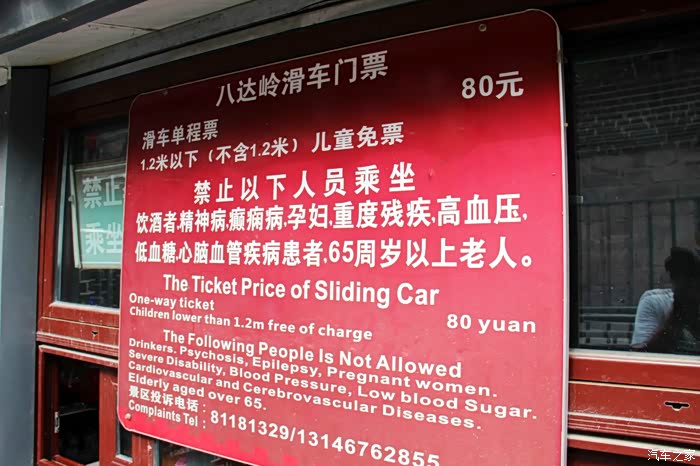 八达岭滑车门票
80元
滑车单程票
1.2米以下（不含1.2米）儿童免票
禁止以下人员乘坐
饮酒者,精神病,癫痫病,孕妇,重度残疾,高血压,
低血糖,心脑血管疾病患者,65周岁以上老人。
The Ticket Price of Sliding Car
One-way ticket
80 yuan
Children lower than 1.2m free of charge
The Following People Is Not Allowed
Drinkers. Psychosis, Epilepsy, Pregnant women.
Severe Disability, Blood Pressure, Low blood Sugar.
Cardiovascular and Cerebrovascular Diseases.
Elderly aged over 65.
景区投诉电话:
Complaints Tel : 81181329/13146762855
禁止
乘坐
汽车之家